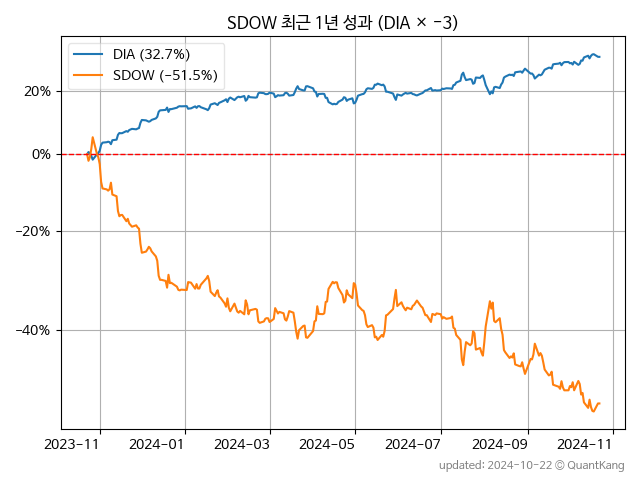 SDOW 최근 1년 성과 (DIA × −3)
DIA (32.7%)
SDOW (−51.5%)
20%
0%
−20%
−40%
2023−11 2024−01 2024−03 2024−05 2024−07 2024−09 2024−11
updated: 2024-10-22 © QuantKang